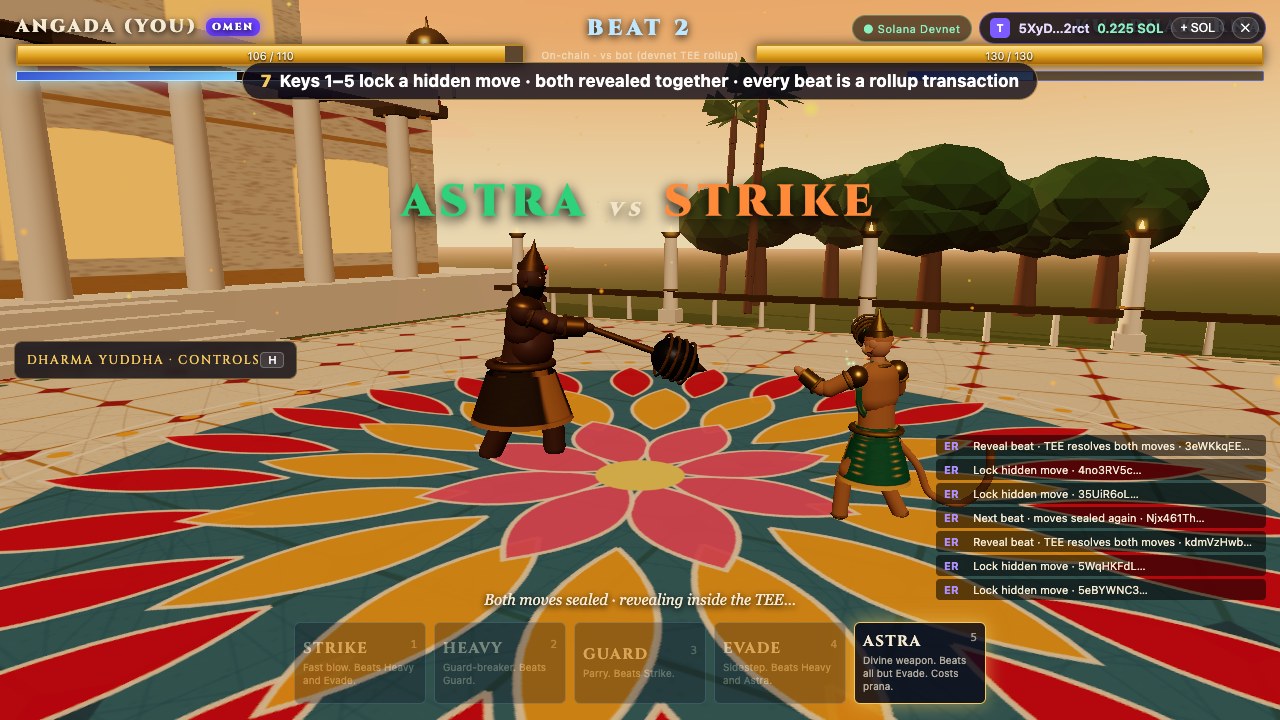 ANGADA (YOU) OMEN
BEAT 2
Solana Devnet
T 5XyD...2rct 0.225 SOL + SOL ✕
106 / 110
On-chain · vs bot (devnet TEE rollup)
130 / 130
7 Keys 1–5 lock a hidden move · both revealed together · every beat is a rollup transaction
ASTRA vs STRIKE
DHARMA YUDDHA · CONTROLS H
ER Reveal beat · TEE resolves both moves · 3eWKkqEE...
ER Lock hidden move · 4no3RV5c...
ER Lock hidden move · 35UiR6oL...
ER Next beat · moves sealed again · Njx461Th...
ER Reveal beat · TEE resolves both moves · kdmVzHwb...
ER Lock hidden move · 5WqHKFdL...
ER Lock hidden move · 5eBYWNC3...
Both moves sealed · revealing inside the TEE...
STRIKE 1
Fast blow. Beats Heavy
and Evade.
HEAVY 2
Guard-breaker. Beats
Guard.
GUARD 3
Parry. Beats Strike.
EVADE 4
Sidestep. Beats Heavy
and Astra.
ASTRA 5
Divine weapon. Beats
all but Evade. Costs
prana.